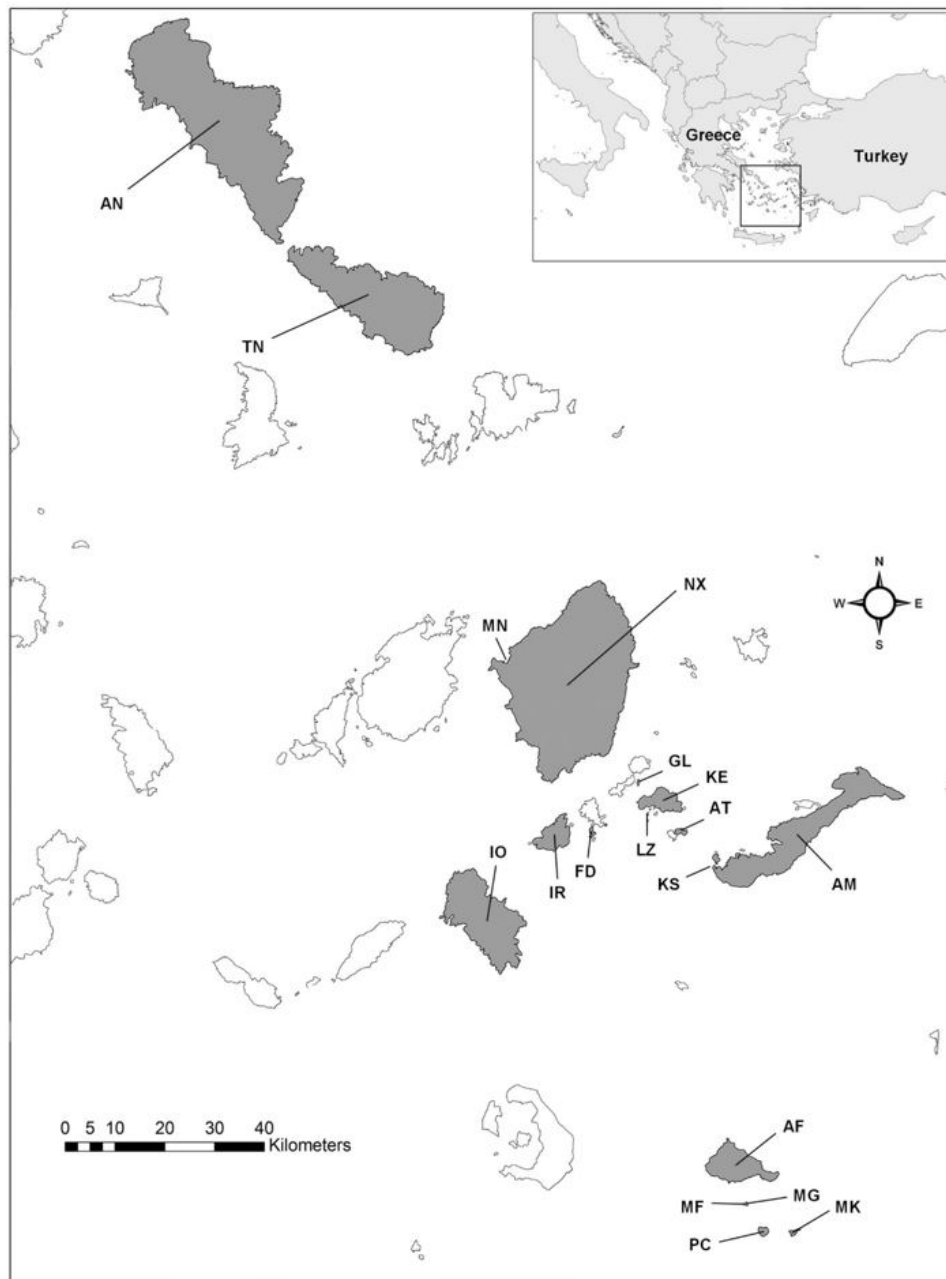 Greece
Turkey
AN
TN
N
W E
S
NX
MN
GL
KE
AT
LZ
FD
IO
IR
KS
AM
0 5 10 20 30 40
Kilometers
AF
MF MG
MK
PC